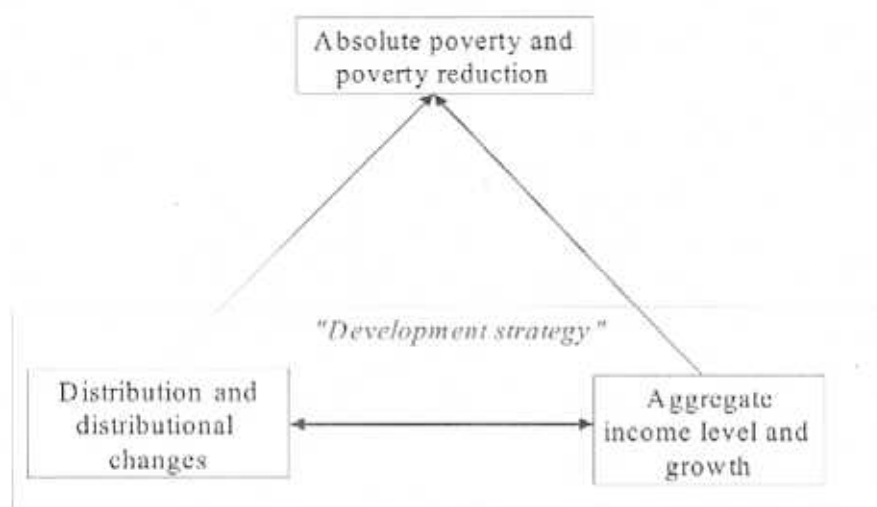 Absolute poverty and
poverty reduction
"Development strategy"
Distribution and
distributional
changes
Aggregate
income level and
growth